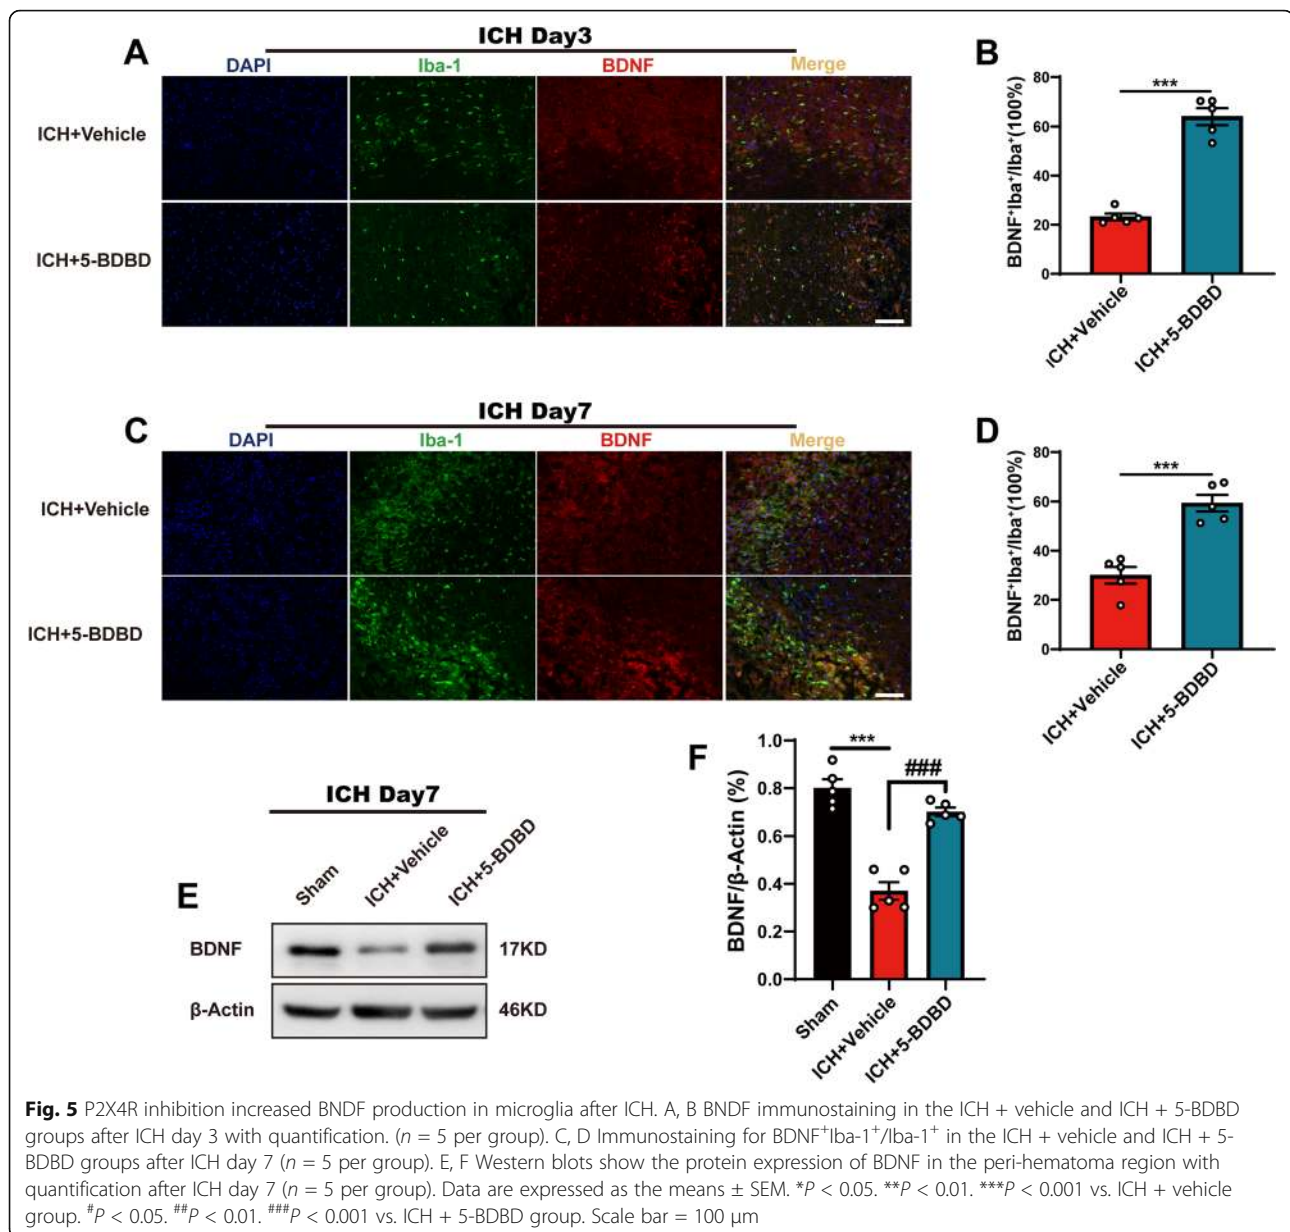 A
ICH Day3
DAPI Iba-1 BDNF Merge
ICH+Vehicle
ICH+5-BDBD
B
BDNF⁺Iba⁺/Iba⁺(100%)
80
60
40
20
0
***
ICH+Vehicle
ICH+5-BDBD
C
ICH Day7
DAPI Iba-1 BDNF Merge
ICH+Vehicle
ICH+5-BDBD
D
BDNF⁺Iba⁺/Iba⁺(100%)
80
60
40
20
0
***
ICH+Vehicle
ICH+5-BDBD
E
ICH Day7
Sham ICH+Vehicle ICH+5-BDBD
BDNF 17KD
β-Actin 46KD
F
BDNF/β-Actin (%)
1.0
0.8
0.6
0.4
0.2
0.0
***
###
Sham
ICH+Vehicle
ICH+5-BDBD
Fig. 5 P2X4R inhibition increased BNDF production in microglia after ICH. A, B BNDF immunostaining in the ICH + vehicle and ICH + 5-BDBD
groups after ICH day 3 with quantification. (n = 5 per group). C, D Immunostaining for BDNF⁺Iba-1⁺/Iba-1⁺ in the ICH + vehicle and ICH + 5-
BDBD groups after ICH day 7 (n = 5 per group). E, F Western blots show the protein expression of BDNF in the peri-hematoma region with
quantification after ICH day 7 (n = 5 per group). Data are expressed as the means ± SEM. *P < 0.05. **P < 0.01. ***P < 0.001 vs. ICH + vehicle
group. #P < 0.05. ##P < 0.01. ###P < 0.001 vs. ICH + 5-BDBD group. Scale bar = 100 μm